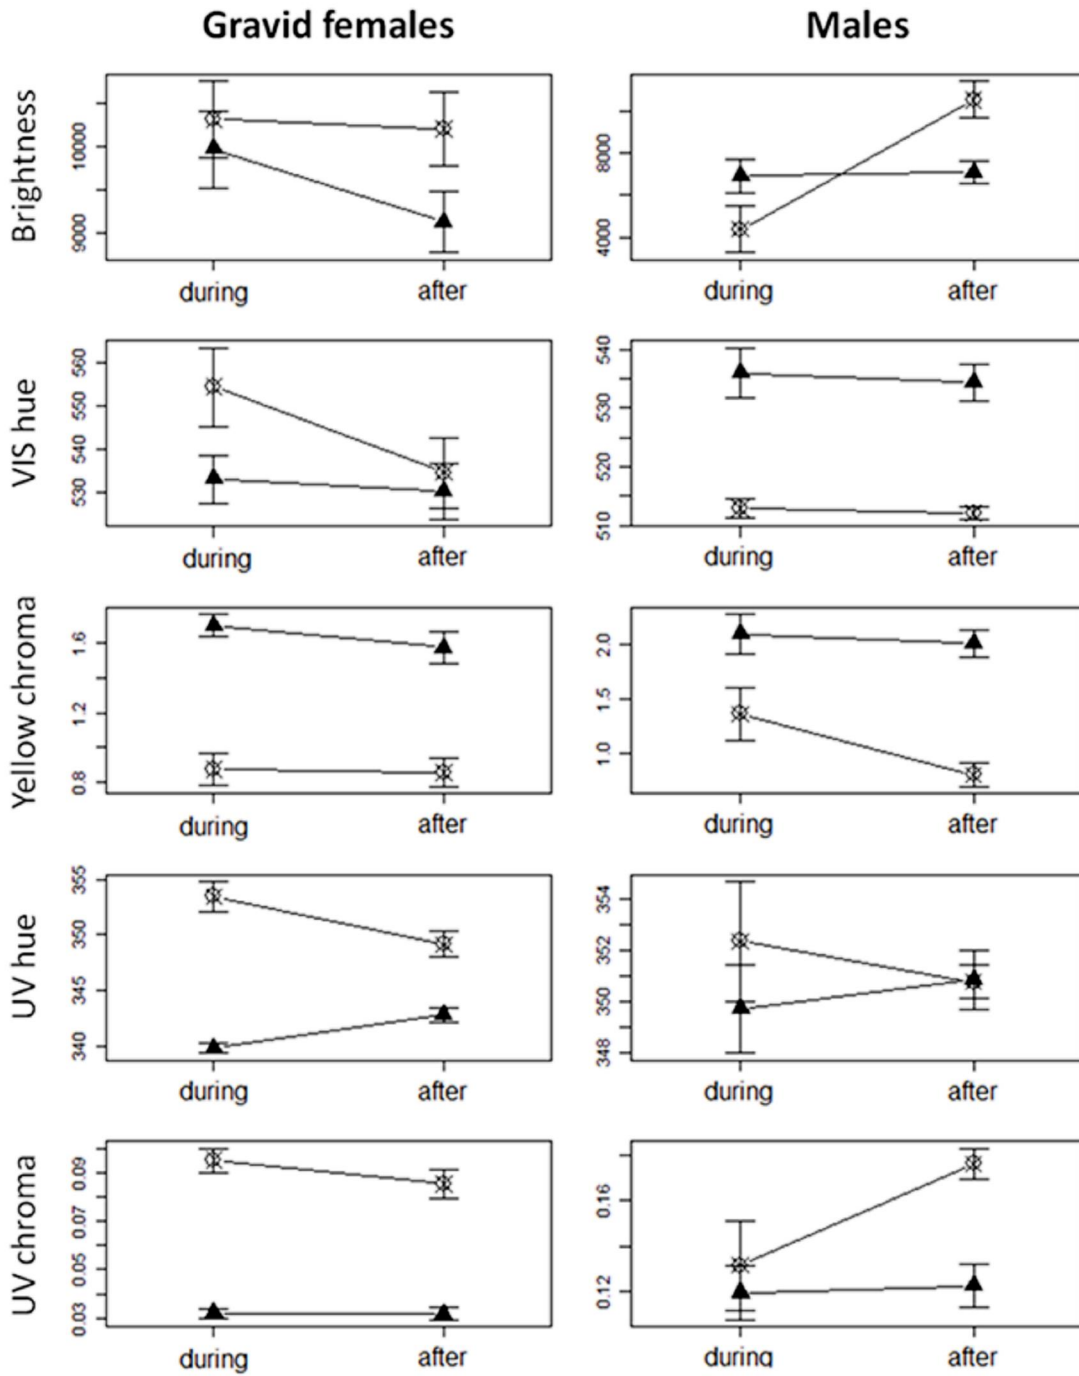 Gravid females Males
Brightness
10000
9000
during after
8000
4000
during after
VIS hue
560
550
540
530
during after
540
530
520
510
during after
Yellow chroma
1.6
1.2
0.8
during after
2.0
1.5
1.0
during after
UV hue
355
350
345
340
during after
354
352
350
348
during after
UV chroma
0.09
0.07
0.05
0.03
during after
0.16
0.12
during after